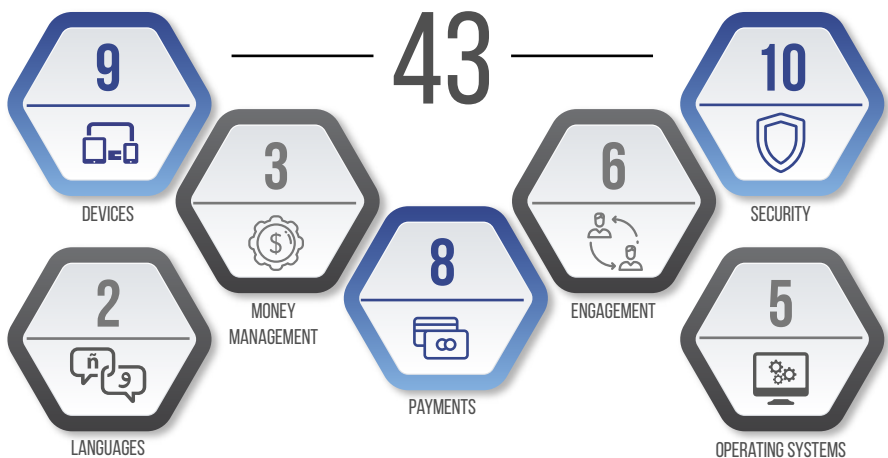 43
9
DEVICES
3
MONEY
MANAGEMENT
8
PAYMENTS
6
ENGAGEMENT
10
SECURITY
2
ñ
و
LANGUAGES
5
OPERATING SYSTEMS
$